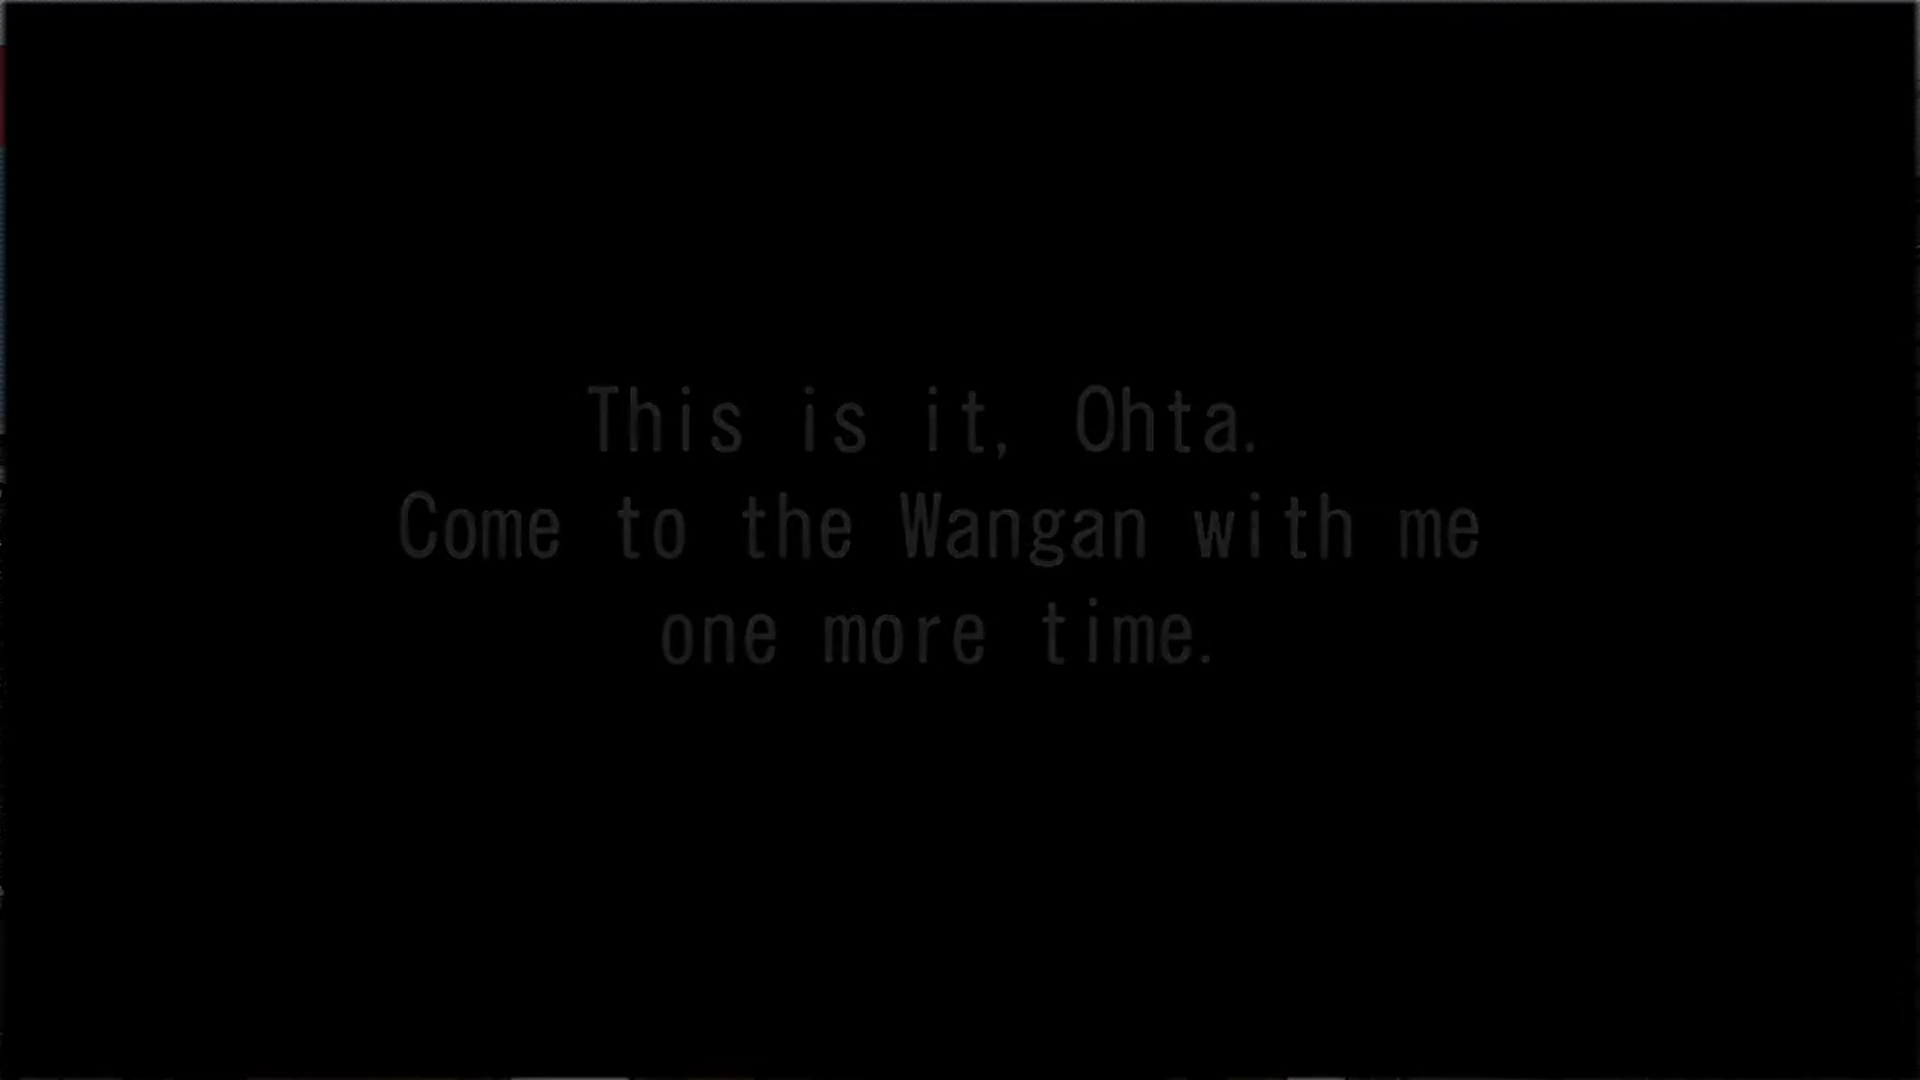 This is it, Ohta.
Come to the Wangan with me
one more time.